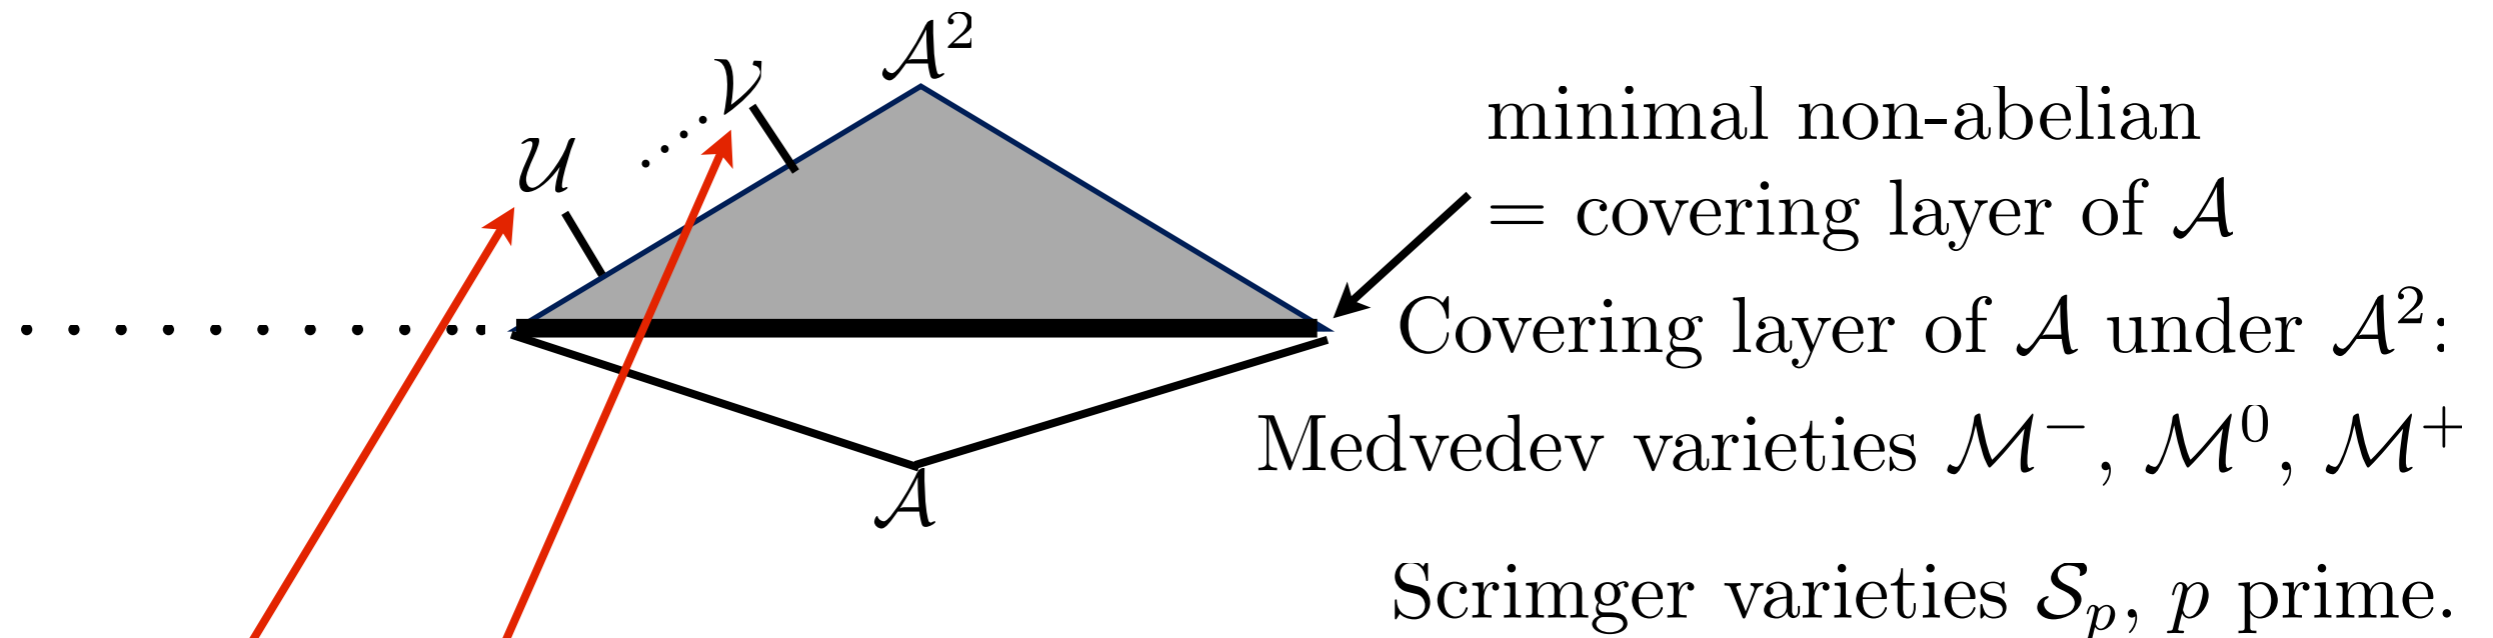 𝒜²
𝒱
𝒰
minimal non-abelian
= covering layer of 𝒜
Covering layer of 𝒜 under 𝒜²:
Medvedev varieties ℳ⁻, ℳ⁰, ℳ⁺
𝒜
Scrimger varieties 𝒮ₚ, p prime.